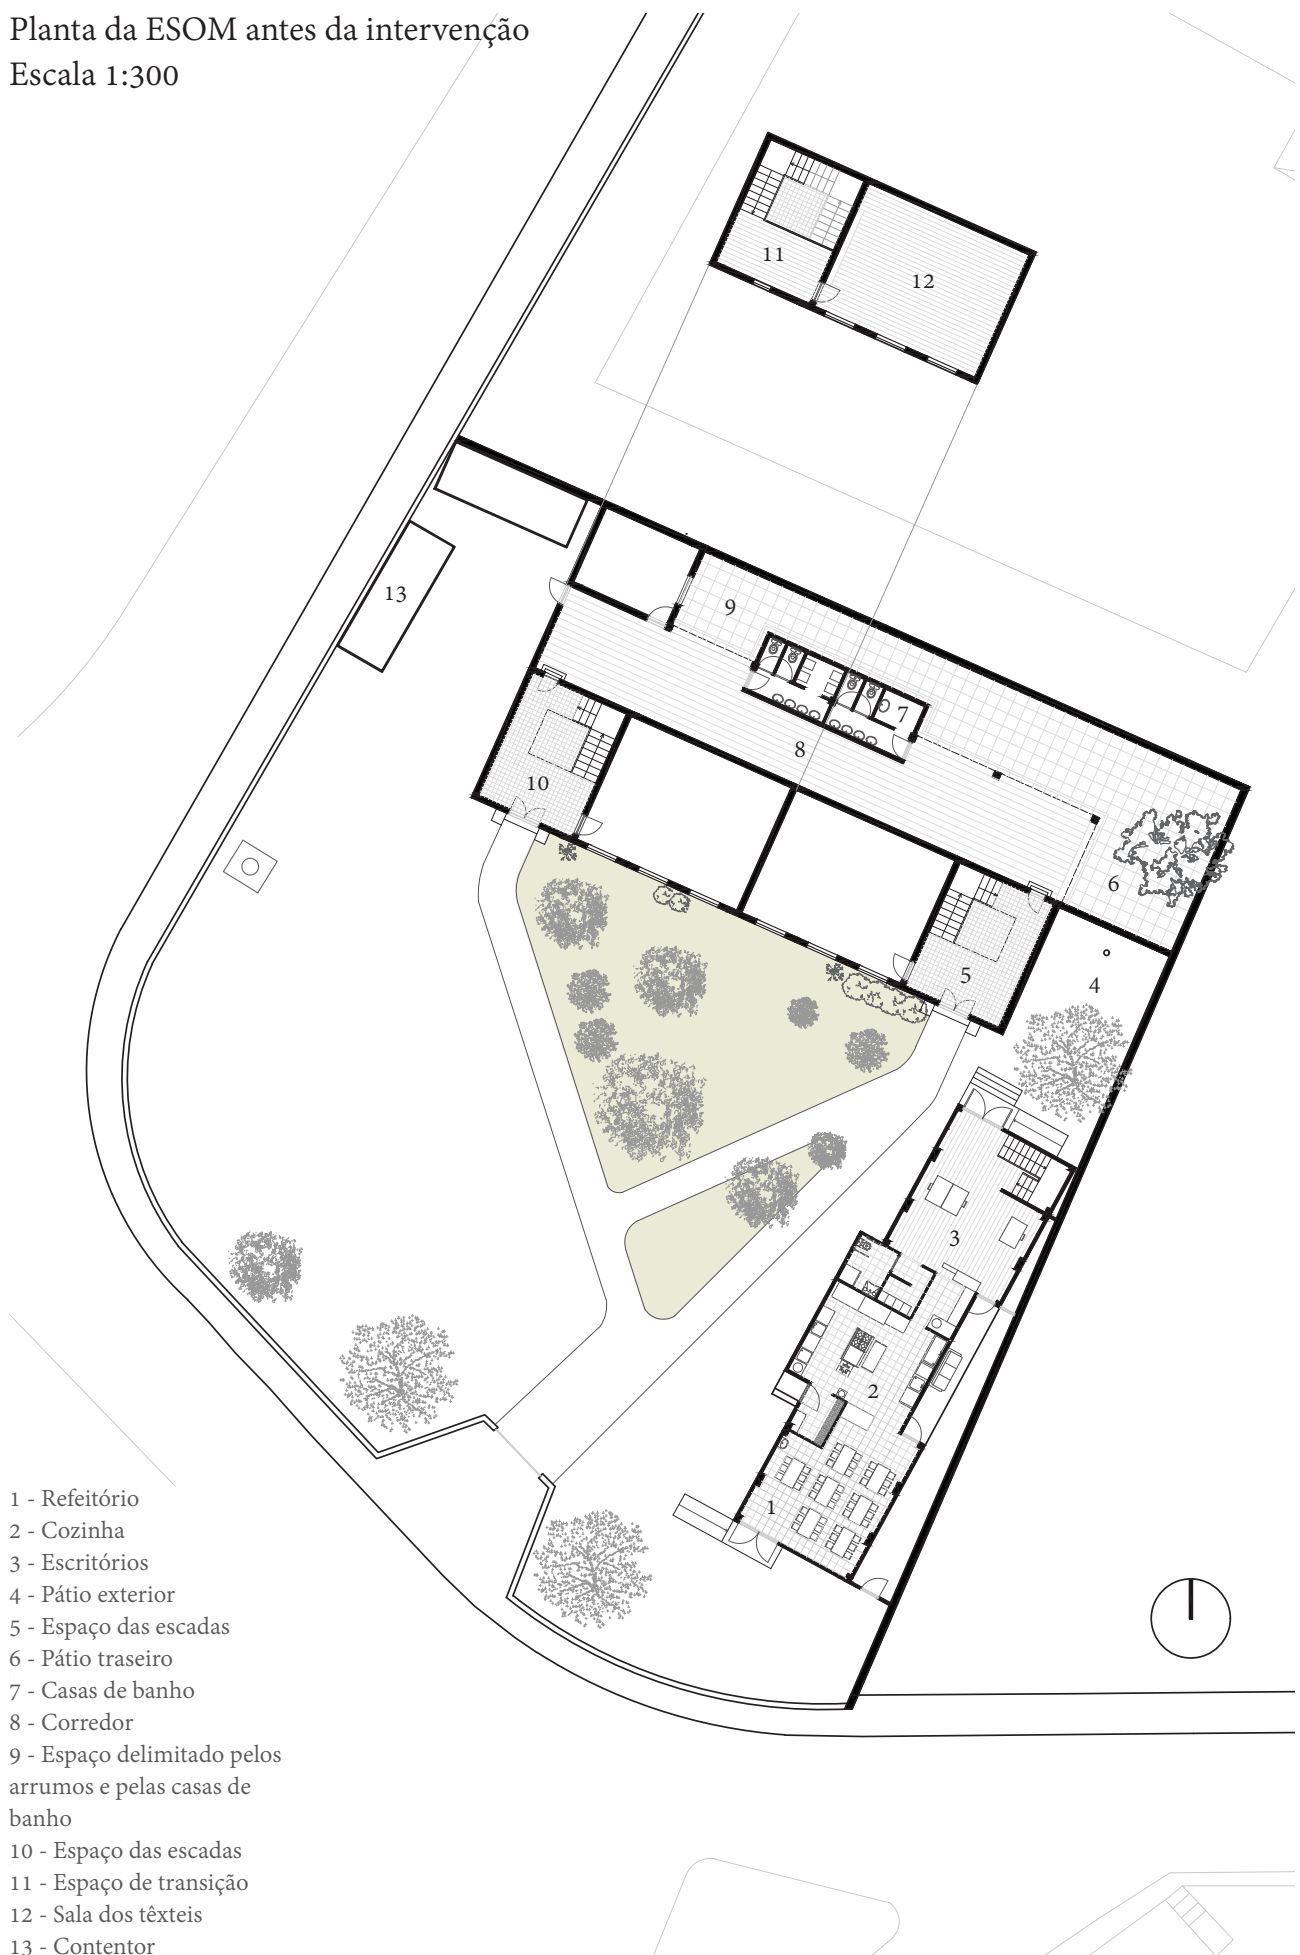 Planta da ESOM antes da intervenção
Escala 1:300
11
12
13
9
7
8
10
6
5
4
3
2
1
1 - Refeitório
2 - Cozinha
3 - Escritórios
4 - Pátio exterior
5 - Espaço das escadas
6 - Pátio traseiro
7 - Casas de banho
8 - Corredor
9 - Espaço delimitado pelos
arrumos e pelas casas de
banho
10 - Espaço das escadas
11 - Espaço de transição
12 - Sala dos têxteis
13 - Contentor